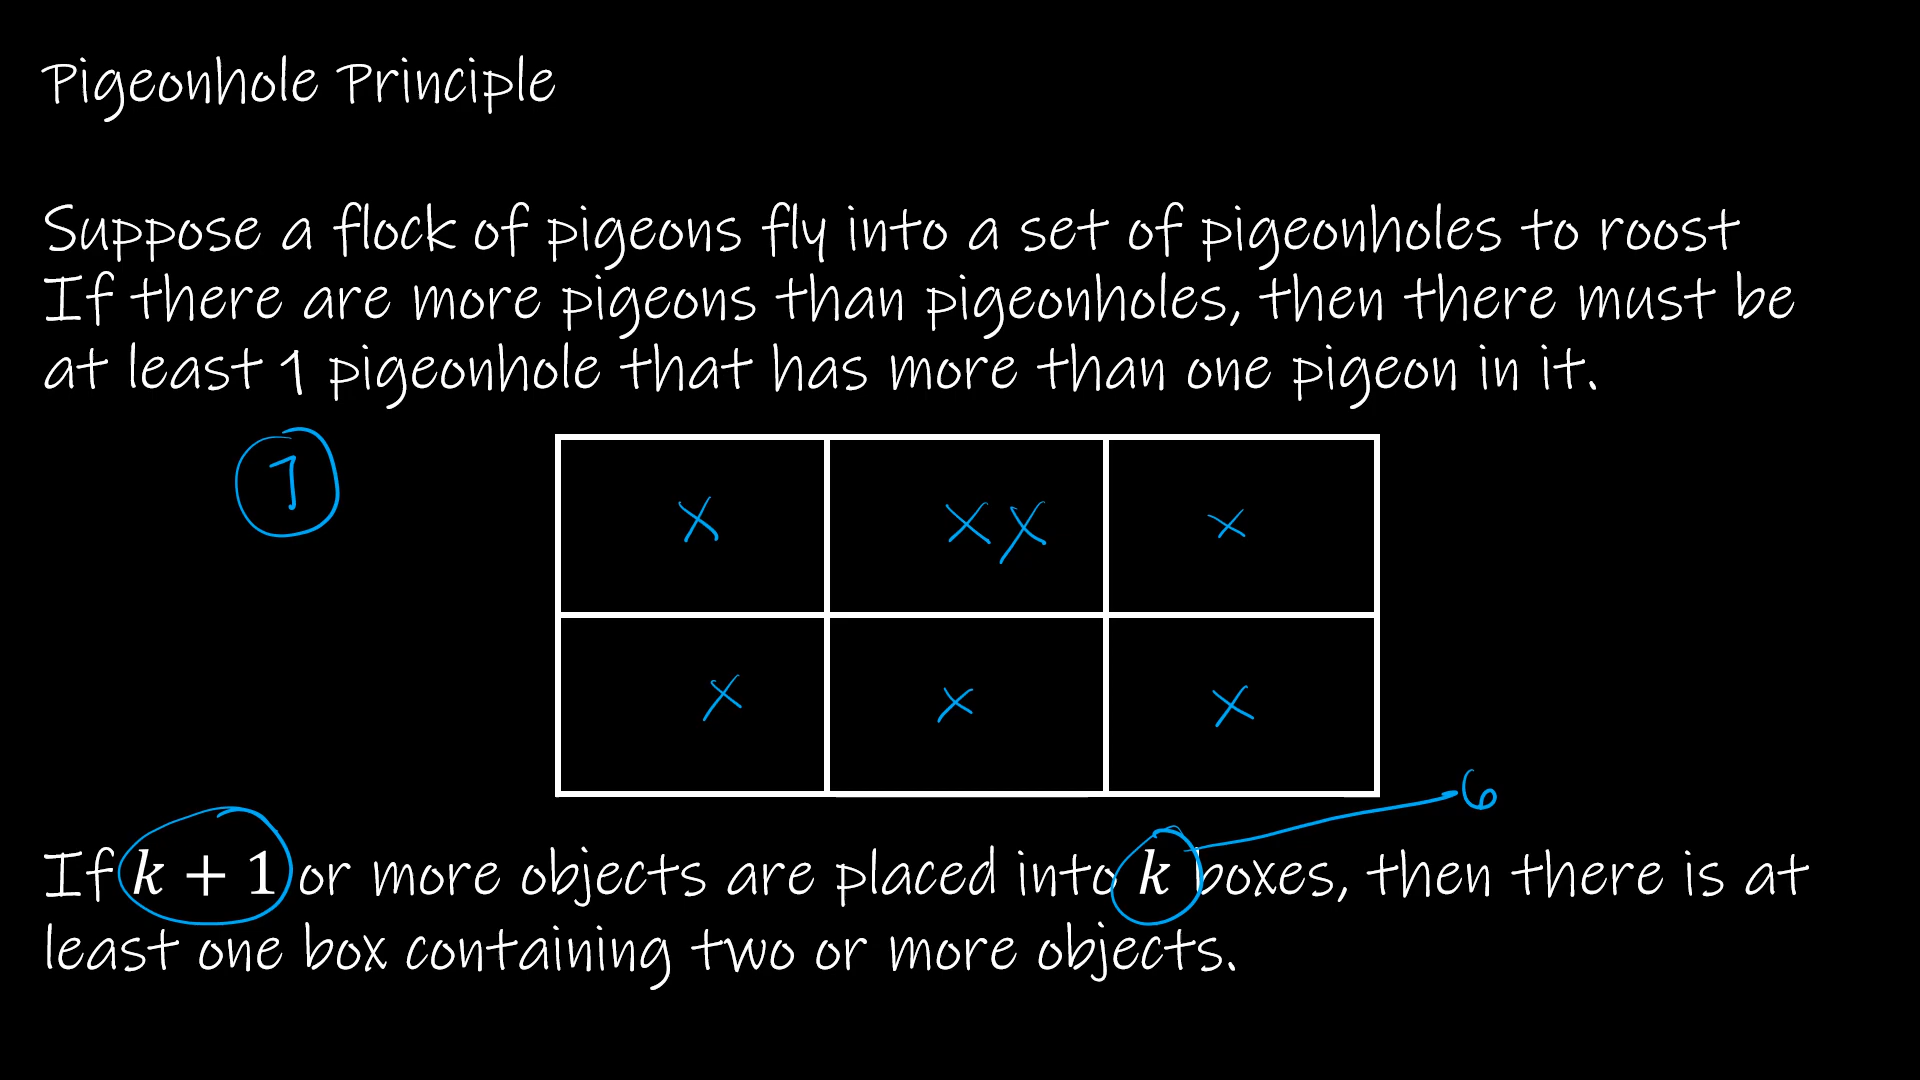 Pigeonhole Principle
Suppose a flock of pigeons fly into a set of pigeonholes to roost
If there are more pigeons than pigeonholes, then there must be
at least 1 pigeonhole that has more than one pigeon in it.
7
X XX X
X X X
6
If k + 1 or more objects are placed into k boxes, then there is at
least one box containing two or more objects.